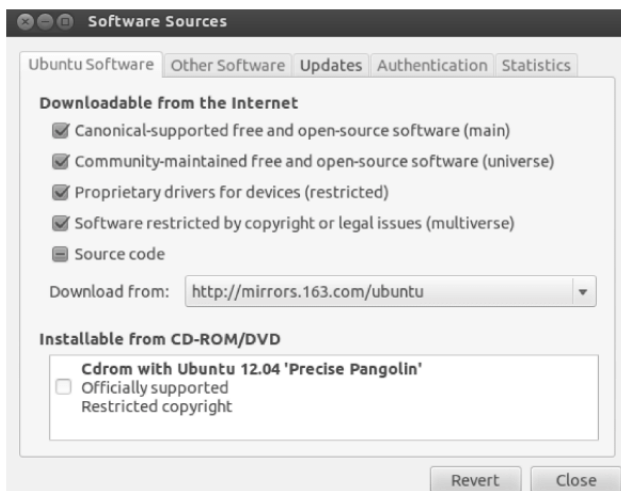 Software Sources
Ubuntu Software Other Software Updates Authentication Statistics
Downloadable from the Internet
Canonical-supported free and open-source software (main)
Community-maintained free and open-source software (universe)
Proprietary drivers for devices (restricted)
Software restricted by copyright or legal issues (multiverse)
Source code
Download from: http://mirrors.163.com/ubuntu
Installable from CD-ROM/DVD
Cdrom with Ubuntu 12.04 'Precise Pangolin'
Officially supported
Restricted copyright
Revert Close